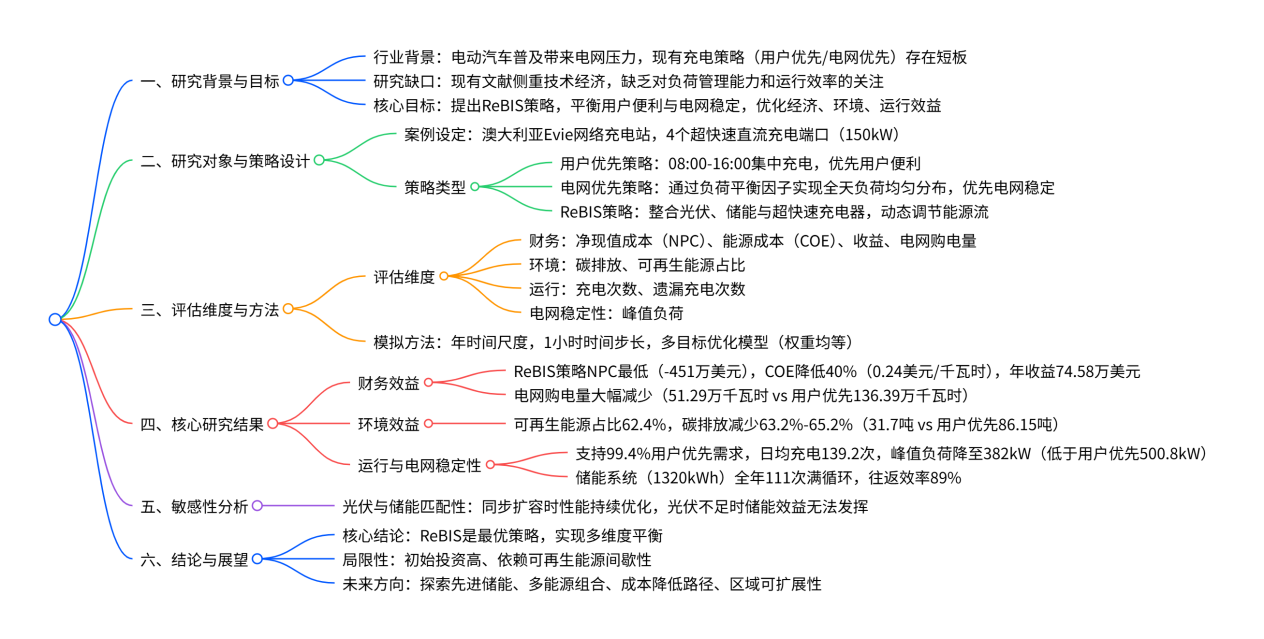 一、研究背景与目标
行业背景：电动汽车普及带来电网压力，现有充电策略（用户优先/电网优先）存在短板
研究缺口：现有文献侧重技术经济，缺乏对负荷管理能力和运行效率的关注
核心目标：提出ReBIS策略，平衡用户便利与电网稳定，优化经济、环境、运行效益
二、研究对象与策略设计
案例设定：澳大利亚Evie网络充电站，4个超快速直流充电端口（150kW）
策略类型
用户优先策略：08:00-16:00集中充电，优先用户便利
电网优先策略：通过负荷平衡因子实现全天负荷均匀分布，优先电网稳定
ReBIS策略：整合光伏、储能与超快速充电器，动态调节能源流
三、评估维度与方法
评估维度
财务：净现值成本（NPC）、能源成本（COE）、收益、电网购电量
环境：碳排放、可再生能源占比
运行：充电次数、遗漏充电次数
电网稳定性：峰值负荷
模拟方法：年时间尺度，1小时时间步长，多目标优化模型（权重均等）
四、核心研究结果
财务效益
ReBIS策略NPC最低（-451万美元），COE降低40%（0.24美元/千瓦时），年收益74.58万美元
电网购电量大幅减少（51.29万千瓦时 vs 用户优先136.39万千瓦时）
环境效益
可再生能源占比62.4%，碳排放减少63.2%-65.2%（31.7吨 vs 用户优先86.15吨）
运行与电网稳定性
支持99.4%用户优先需求，日均充电139.2次，峰值负荷降至382kW（低于用户优先500.8kW）
储能系统（1320kWh）全年111次满循环，往返效率89%
五、敏感性分析
光伏与储能匹配性：同步扩容时性能持续优化，光伏不足时储能效益无法发挥
六、结论与展望
核心结论：ReBIS是最优策略，实现多维度平衡
局限性：初始投资高、依赖可再生能源间歇性
未来方向：探索先进储能、多能源组合、成本降低路径、区域可扩展性